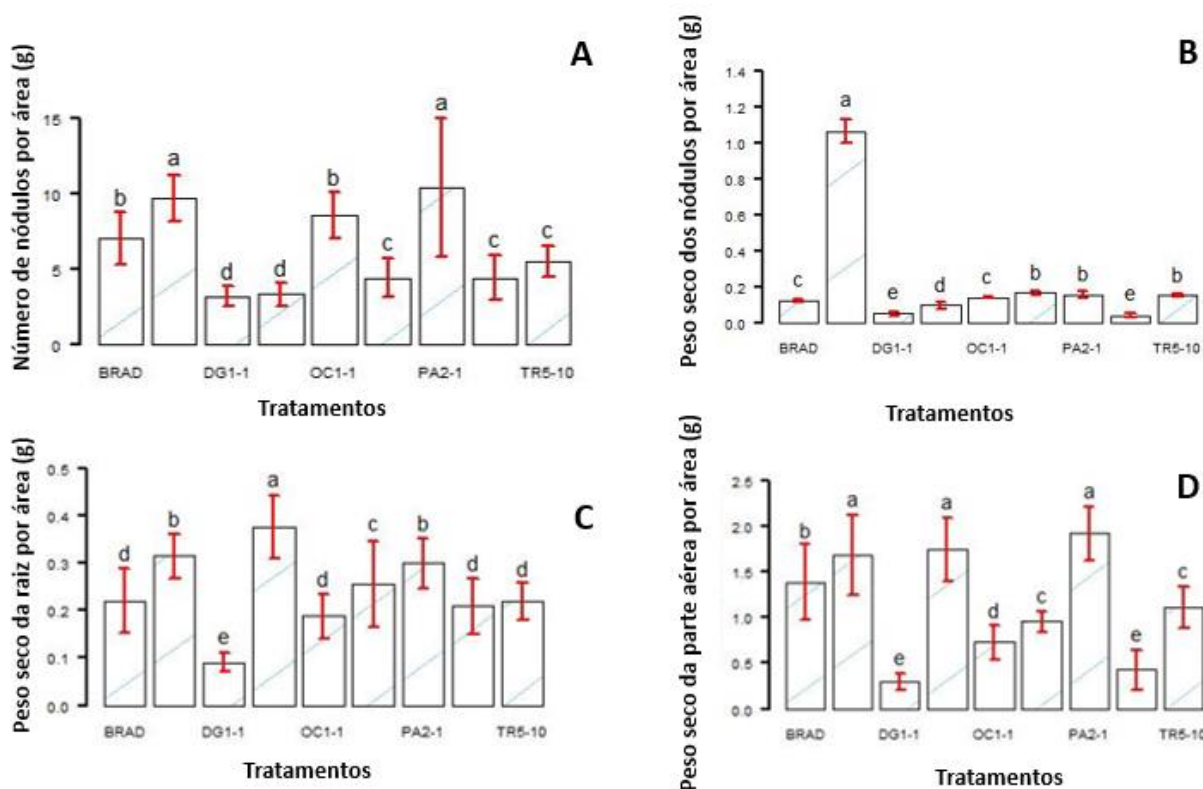 A
Número de nódulos por área (g)
15
10
5
0
b
a
d
d
b
c
a
c
c
BRAD
DG1-1
OC1-1
PA2-1
TR5-10
Tratamentos
B
Peso seco dos nódulos por área (g)
1.4
1.2
1.0
0.8
0.6
0.4
0.2
0.0
c
a
e
d
c
b
b
e
b
BRAD
DG1-1
OC1-1
PA2-1
TR5-10
Tratamentos
C
Peso seco da raiz por área (g)
0.5
0.4
0.3
0.2
0.1
0.0
d
b
e
a
d
c
b
d
d
BRAD
DG1-1
OC1-1
PA2-1
TR5-10
Tratamentos
D
Peso seco da parte aérea por área (g)
2.5
2.0
1.5
1.0
0.5
0.0
b
a
e
a
d
c
a
e
c
BRAD
DG1-1
OC1-1
PA2-1
TR5-10
Tratamentos